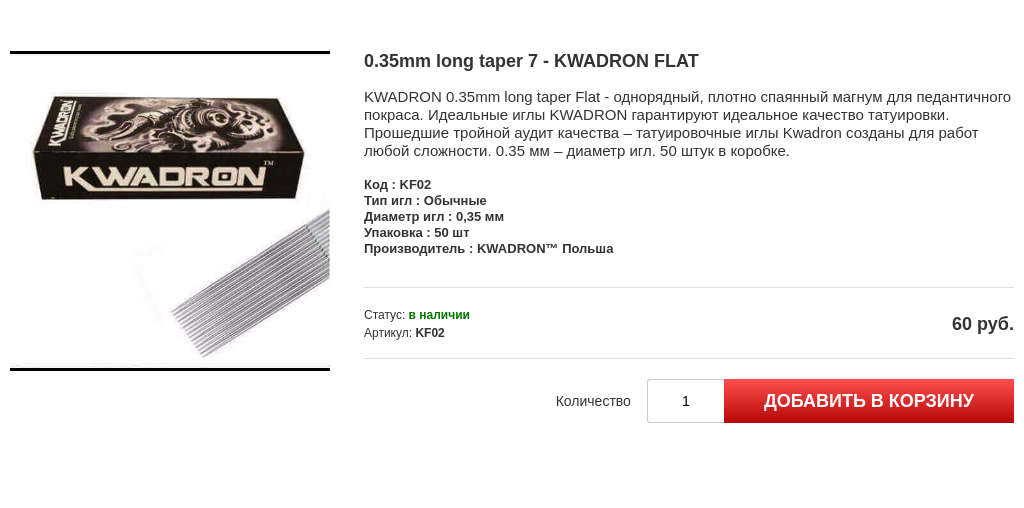 KWADRON
KWADRON™
0.35mm long taper 7 - KWADRON FLAT
KWADRON 0.35mm long taper Flat - однорядный, плотно спаянный магнум для педантичного
покраса. Идеальные иглы KWADRON гарантируют идеальное качество татуировки.
Прошедшие тройной аудит качества – татуировочные иглы Kwadron созданы для работ
любой сложности. 0.35 мм – диаметр игл. 50 штук в коробке.
Код : KF02
Тип игл : Обычные
Диаметр игл : 0,35 мм
Упаковка : 50 шт
Производитель : KWADRON™ Польша
Статус: в наличии
Артикул: KF02
60 руб.
Количество 1 ДОБАВИТЬ В КОРЗИНУ